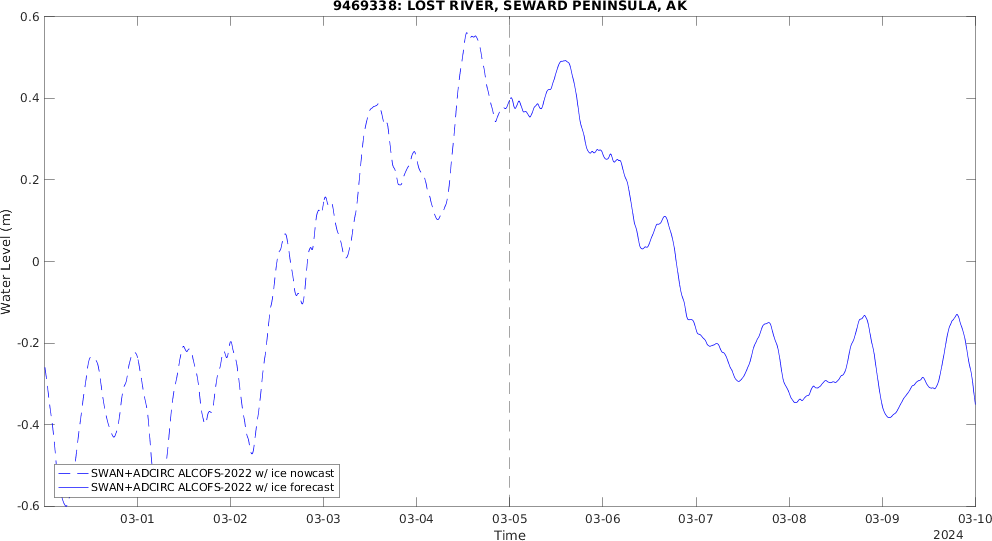 9469338: LOST RIVER, SEWARD PENINSULA, AK
0.6
0.4
0.2
0
-0.2
-0.4
-0.6
Water Level (m)
SWAN+ADCIRC ALCOFS-2022 w/ ice nowcast
SWAN+ADCIRC ALCOFS-2022 w/ ice forecast
03-01 03-02 03-03 03-04 03-05 03-06 03-07 03-08 03-09 03-10
Time
2024